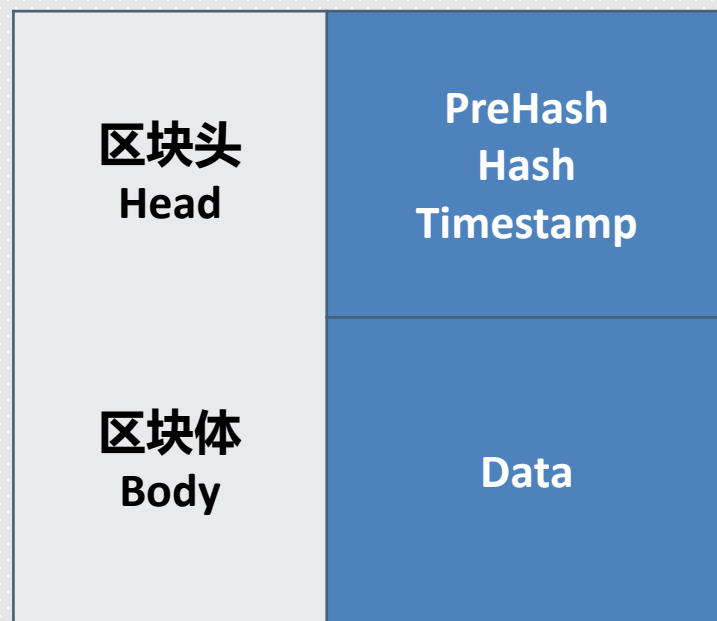 区块头
Head
PreHash
Hash
Timestamp
区块体
Body
Data